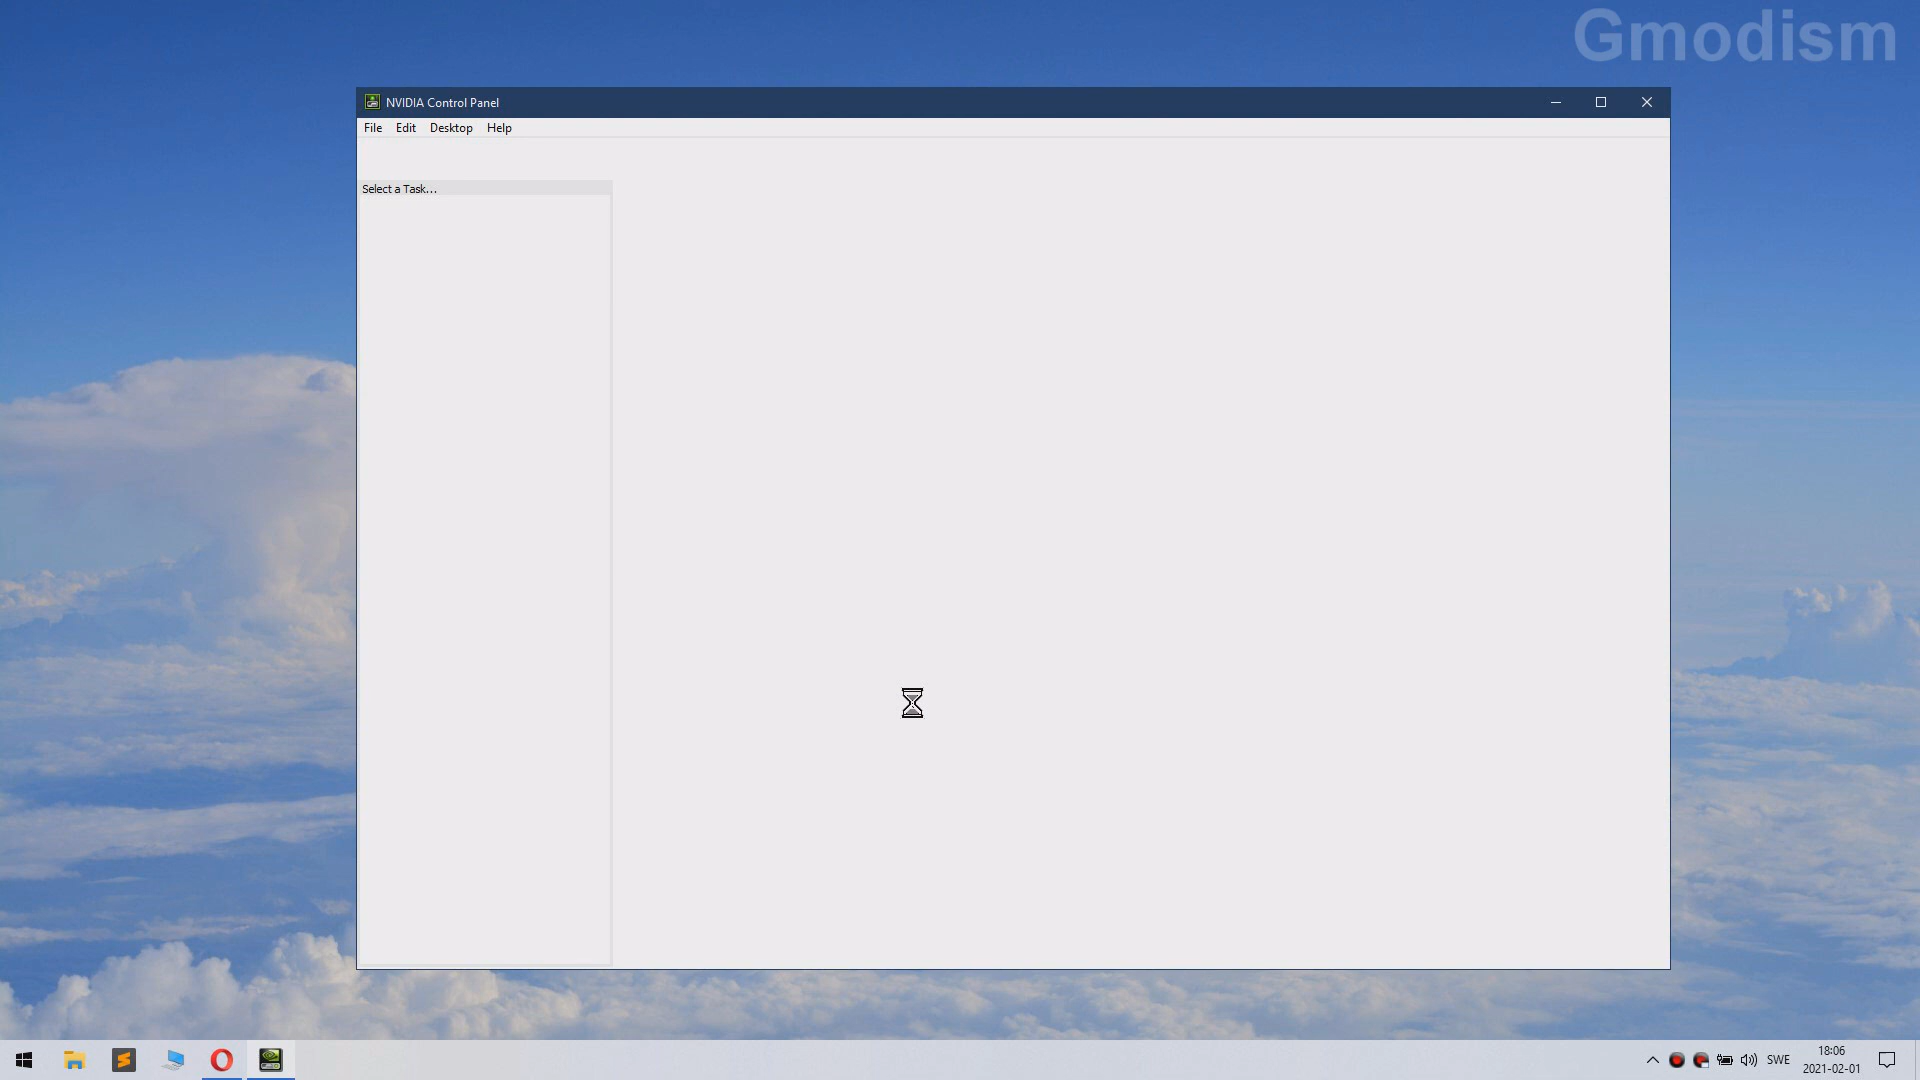 Gmodism
NVIDIA Control Panel
File Edit Desktop Help
Select a Task...
SWE
18:06
2021-02-01